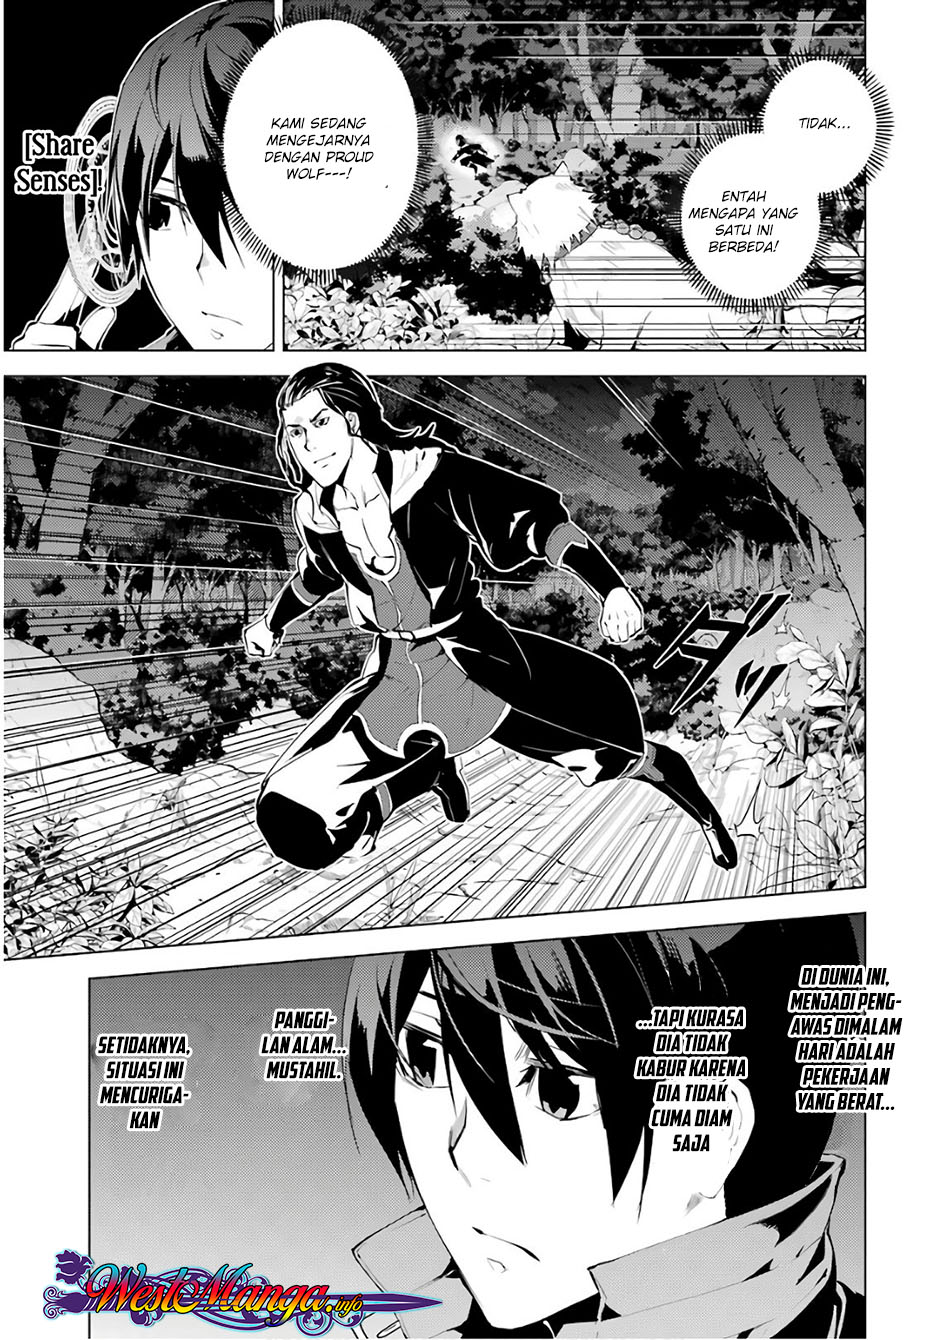 TIDAK...
ENTAH
MENGAPA YANG
SATU INI
BERBEDA!
KAMI SEDANG
MENGEJARNYA
DENGAN PROUD
WOLF---!
[Share
Senses]!
ダッ
DI DUNIA INI,
MENJADI PENG-
AWAS DIMALAM
HARI ADALAH
PEKERJAAN
YANG BERAT...
...TAPI KURASA
DIA TIDAK
KABUR KARENA
DIA TIDAK
CUMA DIAM
SAJA
PANGGI-
LAN ALAM...
MUSTAHIL.
SETIDAKNYA,
SITUASI INI
MENCURIGA-
KAN
WestManga.info